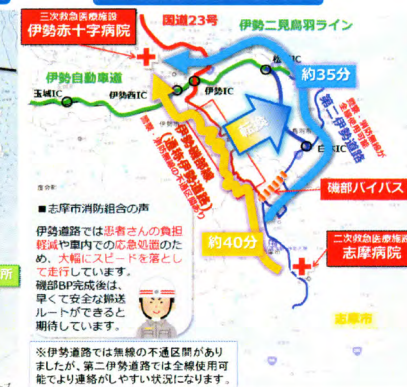 三次救急医療施設
伊勢赤十字病院
国道23号
伊勢二見鳥羽ライン
伊勢自動車道
玉城IC
伊勢西IC
伊勢IC
約35分
第二伊勢道路
磯部バイパス
約40分
二次救急医療施設
志摩病院
志摩市
■志摩市消防組合の声
伊勢道路では患者さんの負担
軽減や車内での応急処置のた
め、大幅にスピードを落とし
て走行しています。
磯部BP完成後は、
早くて安全な搬送
ルートができると
期待しています。
※伊勢道路では無線の不通区間があり
ましたが、第二伊勢道路では全線使用可
能でより連絡がしやすい状況になります。
所